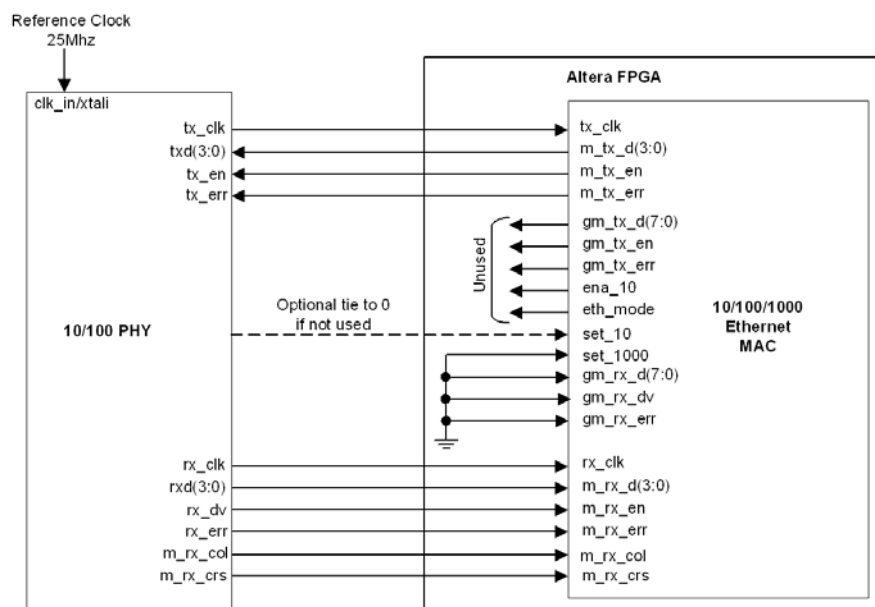 Reference Clock
25Mhz
Altera FPGA
clk_in/xtali
tx_clk
txd(3:0)
tx_en
tx_err
tx_clk
m_tx_d(3:0)
m_tx_en
m_tx_err
Unused
gm_tx_d(7:0)
gm_tx_en
gm_tx_err
ena_10
eth_mode
Optional tie to 0
if not used
10/100 PHY
10/100/1000
Ethernet
MAC
set_10
set_1000
gm_rx_d(7:0)
gm_rx_dv
gm_rx_err
rx_clk
rxd(3:0)
rx_dv
rx_err
m_rx_col
m_rx_crs
rx_clk
m_rx_d(3:0)
m_rx_en
m_rx_err
m_rx_col
m_rx_crs